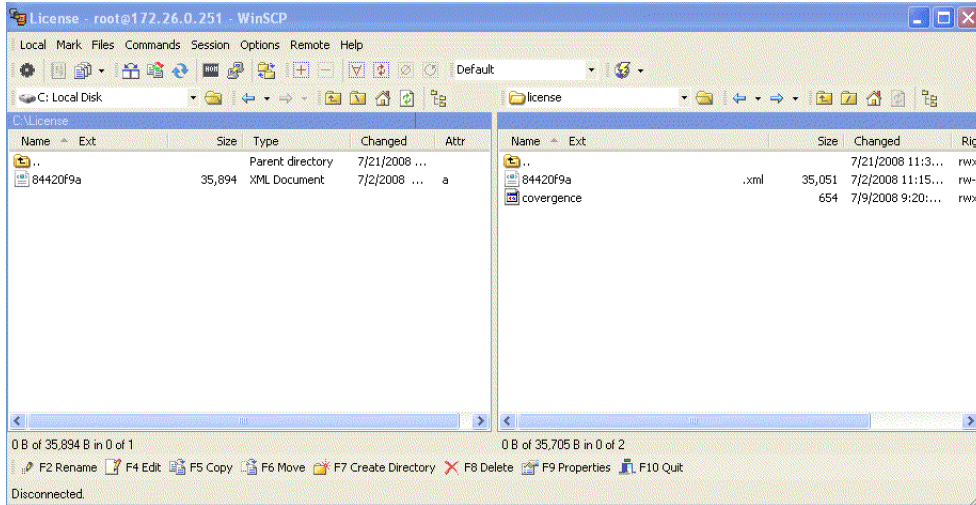 License - root@172.26.0.251 - WinSCP
Local Mark Files Commands Session Options Remote Help
Default
C: Local Disk license
C:\License
Name Ext Size Type Changed Attr Name Ext Size Changed Rig
.. Parent directory 7/21/2008 ... .. 7/21/2008 11:3... rwx
84420f9a 35,894 XML Document 7/2/2008 ... a 84420f9a .xml 35,051 7/2/2008 11:15... rw-
covergence 654 7/9/2008 9:20:... rwx
0 B of 35,894 B in 0 of 1 0 B of 35,705 B in 0 of 2
F2 Rename F4 Edit F5 Copy F6 Move F7 Create Directory F8 Delete F9 Properties F10 Quit
Disconnected.